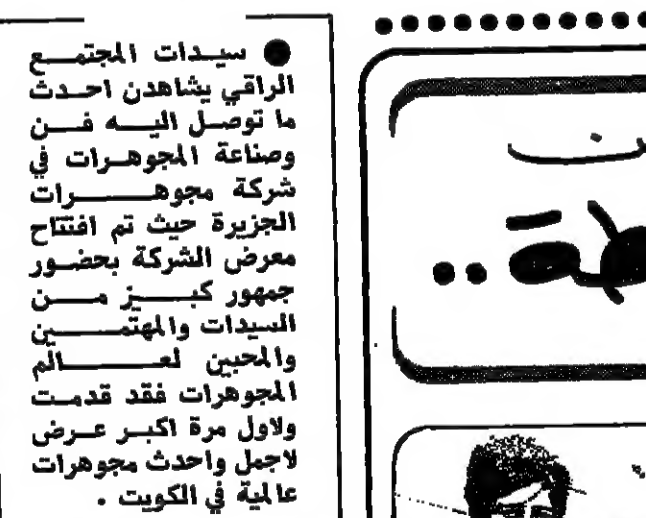 ● سيدات المجتمع
الراقي يشاهدن احدث
ما توصل اليه فن
وصناعة المجوهرات في
شركة مجوهرات
الجزيرة حيث تم افتتاح
معرض الشركة بحضور
جمهور كبيز من
السيدات والمهتمين
والمحبين لعالم
المجوهرات فقد قدمت
ولاول مرة اكبر عرض
لاجمل واحدث مجوهرات
عالمية في الكويت .